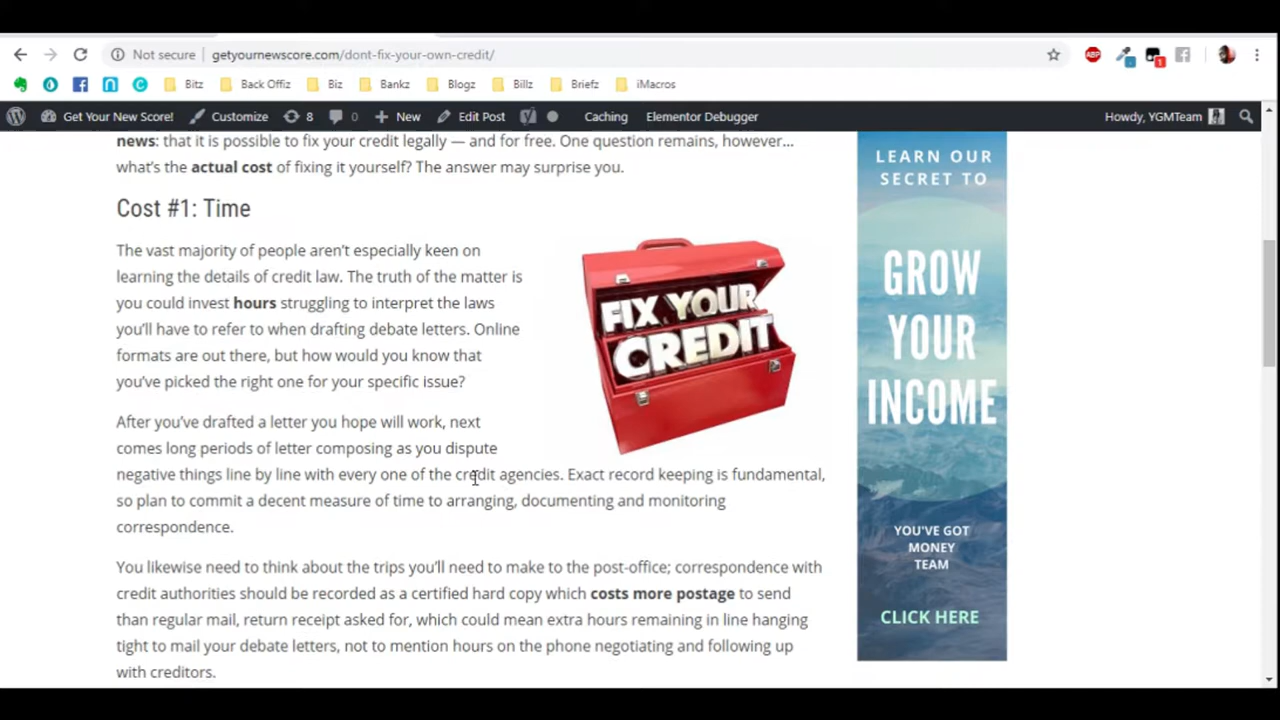 Not secure getyournewscore.com/dont-fix-your-own-credit/
ABP 1
Bitz Back Offiz Biz Bankz Blogz Billz Briefz iMacros
Get Your New Score! Customize 8 0 New Edit Post Caching Elementor Debugger Howdy, YGMTeam
news: that it is possible to fix your credit legally — and for free. One question remains, however…
what's the actual cost of fixing it yourself? The answer may surprise you.
Cost #1: Time
The vast majority of people aren't especially keen on
learning the details of credit law. The truth of the matter is
you could invest hours struggling to interpret the laws
you'll have to refer to when drafting debate letters. Online
formats are out there, but how would you know that
you've picked the right one for your specific issue?
FIX YOUR
CREDIT
After you've drafted a letter you hope will work, next
comes long periods of letter composing as you dispute
negative things line by line with every one of the credit agencies. Exact record keeping is fundamental,
so plan to commit a decent measure of time to arranging, documenting and monitoring
correspondence.
You likewise need to think about the trips you'll need to make to the post-office; correspondence with
credit authorities should be recorded as a certified hard copy which costs more postage to send
than regular mail, return receipt asked for, which could mean extra hours remaining in line hanging
tight to mail your debate letters, not to mention hours on the phone negotiating and following up
with creditors.
LEARN OUR
SECRET TO
GROW
YOUR
INCOME
YOU'VE GOT
MONEY
TEAM
CLICK HERE